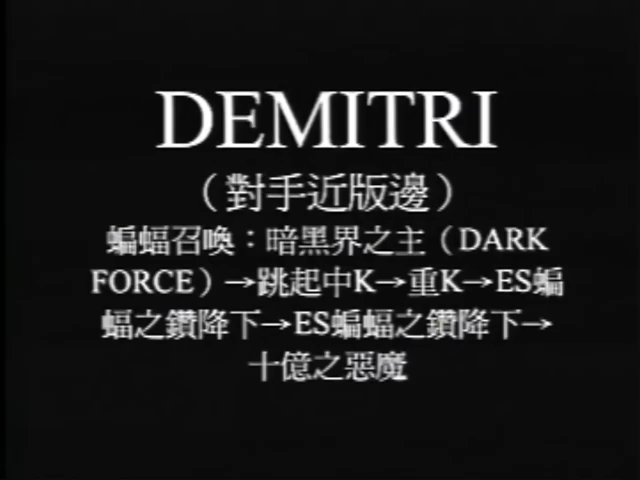 DEMITRI
（對手近版邊）
蝙蝠召喚：暗黑界之主（DARK
FORCE）→跳起中K→重K→ES蝙
蝠之鑽降下→ES蝙蝠之鑽降下→
十億之惡魔